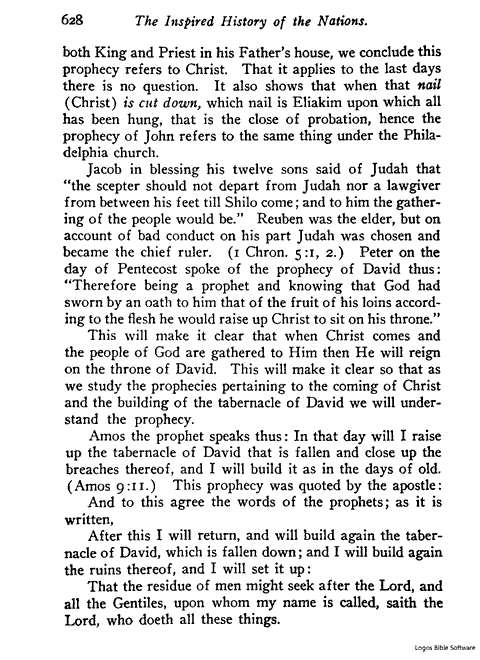 628 The Inspired History of the Nations.
both King and Priest in his Father's house, we conclude this
prophecy refers to Christ. That it applies to the last days
there is no question. It also shows that when that nail
(Christ) is cut down, which nail is Eliakim upon which all
has been hung, that is the close of probation, hence the
prophecy of John refers to the same thing under the Phila-
delphia church.
Jacob in blessing his twelve sons said of Judah that
"the scepter should not depart from Judah nor a lawgiver
from between his feet till Shilo come; and to him the gather-
ing of the people would be." Reuben was the elder, but on
account of bad conduct on his part Judah was chosen and
became the chief ruler. (1 Chron. 5:1, 2.) Peter on the
day of Pentecost spoke of the prophecy of David thus:
"Therefore being a prophet and knowing that God had
sworn by an oath to him that of the fruit of his loins accord-
ing to the flesh he would raise up Christ to sit on his throne."
This will make it clear that when Christ comes and
the people of God are gathered to Him then He will reign
on the throne of David. This will make it clear so that as
we study the prophecies pertaining to the coming of Christ
and the building of the tabernacle of David we will under-
stand the prophecy.
Amos the prophet speaks thus: In that day will I raise
up the tabernacle of David that is fallen and close up the
breaches thereof, and I will build it as in the days of old.
(Amos 9:11.) This prophecy was quoted by the apostle:
And to this agree the words of the prophets; as it is
written,
After this I will return, and will build again the taber-
nacle of David, which is fallen down; and I will build again
the ruins thereof, and I will set it up:
That the residue of men might seek after the Lord, and
all the Gentiles, upon whom my name is called, saith the
Lord, who doeth all these things.
Logos Bible Software